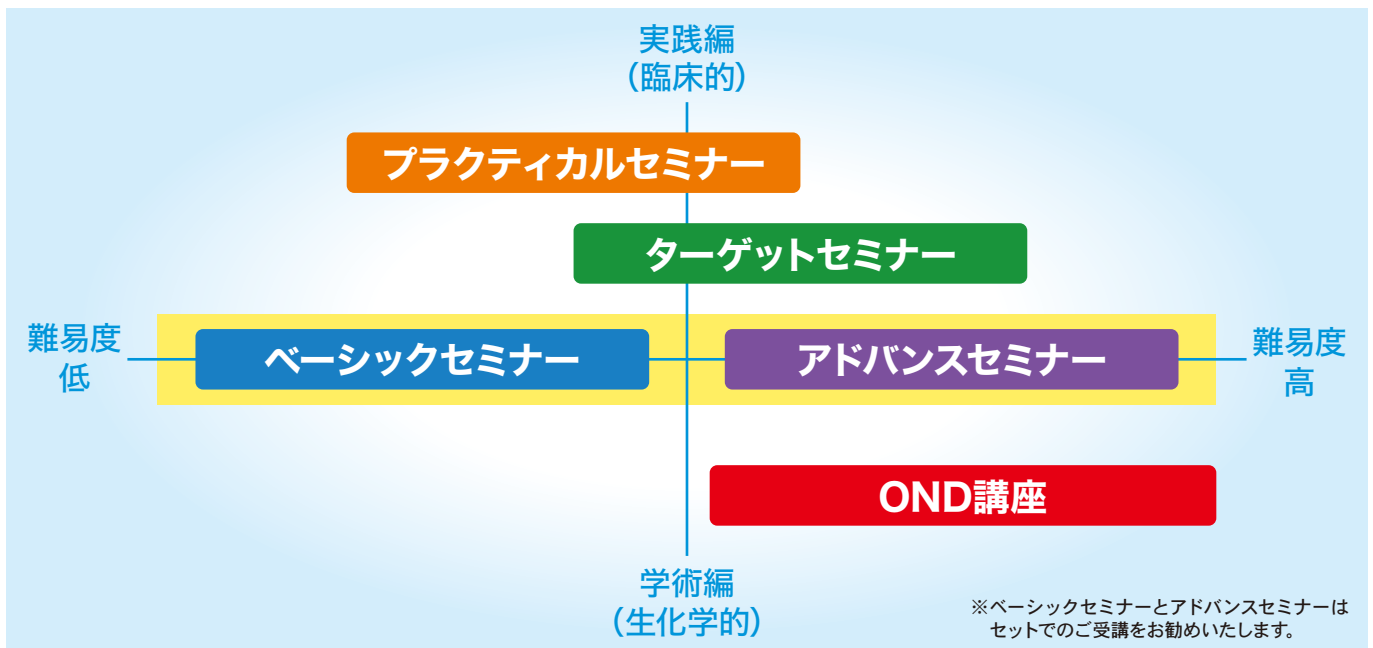 実践編
（臨床的）
プラクティカルセミナー
ターゲットセミナー
難易度
低
ベーシックセミナー
アドバンスセミナー
難易度
高
OND講座
学術編
（生化学的）
※ベーシックセミナーとアドバンスセミナーは
セットでのご受講をお勧めいたします。